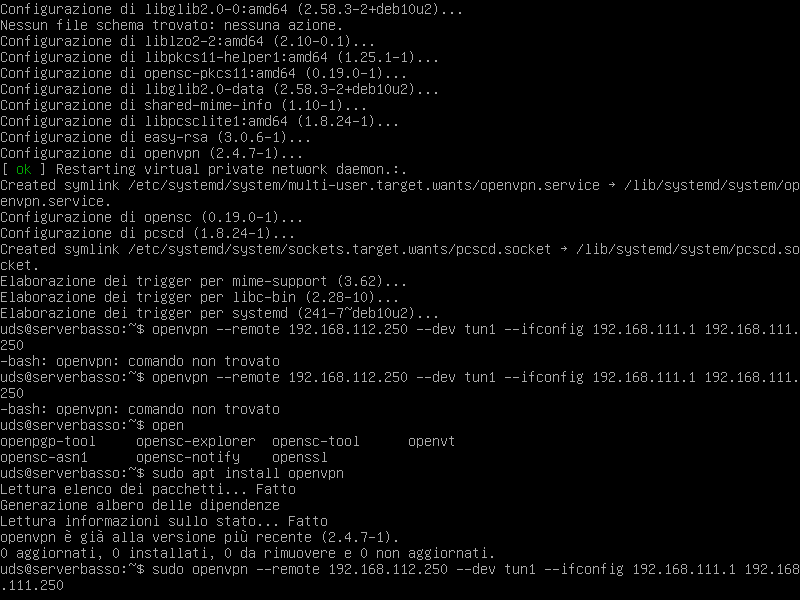 Configurazione di libglib2.0-0:amd64 (2.58.3-2+deb10u2)...
Nessun file schema trovato: nessuna azione.
Configurazione di liblzo2-2:amd64 (2.10-0.1)...
Configurazione di libpkcs11-helper1:amd64 (1.25.1-1)...
Configurazione di opensc-pkcs11:amd64 (0.19.0-1)...
Configurazione di libglib2.0-data (2.58.3-2+deb10u2)...
Configurazione di shared-mime-info (1.10-1)...
Configurazione di libpcsclite1:amd64 (1.8.24-1)...
Configurazione di easy-rsa (3.0.6-1)...
Configurazione di openvpn (2.4.7-1)...
[ ok ] Restarting virtual private network daemon.:.
Created symlink /etc/systemd/system/multi-user.target.wants/openvpn.service → /lib/systemd/system/op
envpn.service.
Configurazione di opensc (0.19.0-1)...
Configurazione di pcscd (1.8.24-1)...
Created symlink /etc/systemd/system/sockets.target.wants/pcscd.socket → /lib/systemd/system/pcscd.so
cket.
Elaborazione dei trigger per mime-support (3.62)...
Elaborazione dei trigger per libc-bin (2.28-10)...
Elaborazione dei trigger per systemd (241-7~deb10u2)...
uds@serverbasso:~$ openvpn --remote 192.168.112.250 --dev tun1 --ifconfig 192.168.111.1 192.168.111.
250
-bash: openvpn: comando non trovato
uds@serverbasso:~$ openvpn --remote 192.168.112.250 --dev tun1 --ifconfig 192.168.111.1 192.168.111.
250
-bash: openvpn: comando non trovato
uds@serverbasso:~$ open
openpgp-tool     opensc-explorer  opensc-tool      openvt
opensc-asn1      opensc-notify    openssl
uds@serverbasso:~$ sudo apt install openvpn
Lettura elenco dei pacchetti... Fatto
Generazione albero delle dipendenze
Lettura informazioni sullo stato... Fatto
openvpn è già alla versione più recente (2.4.7-1).
0 aggiornati, 0 installati, 0 da rimuovere e 0 non aggiornati.
uds@serverbasso:~$ sudo openvpn --remote 192.168.112.250 --dev tun1 --ifconfig 192.168.111.1 192.168
.111.250